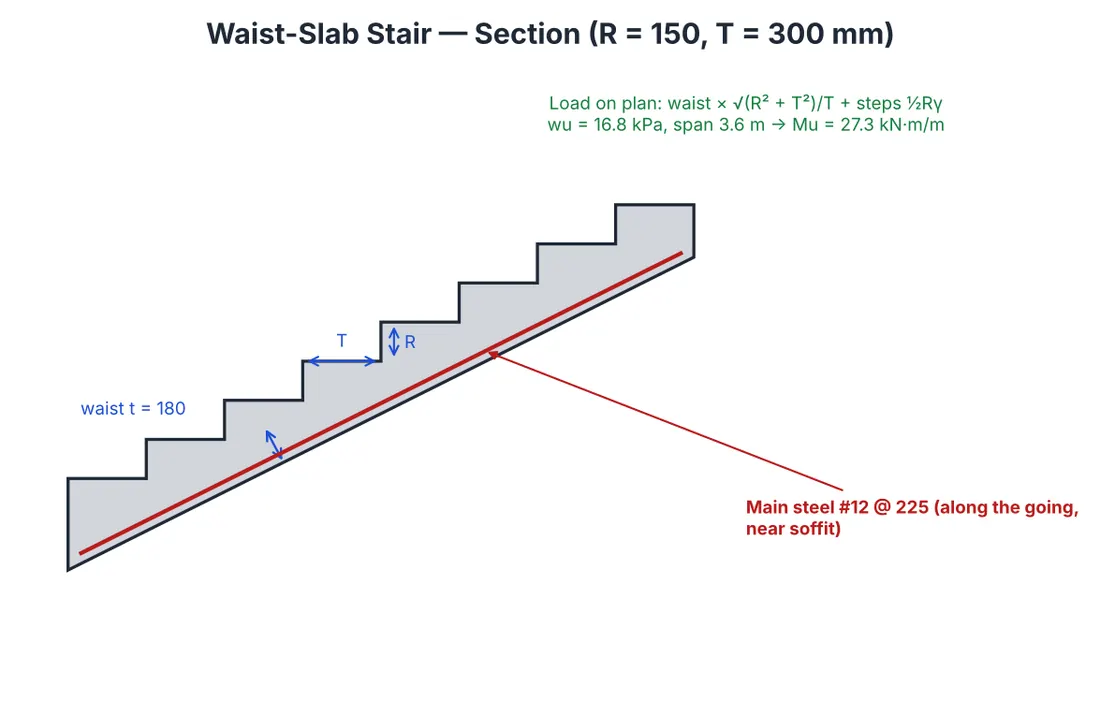 Waist-Slab Stair — Section (R = 150, T = 300 mm)
Load on plan: waist × √(R² + T²)/T + steps ½Rγ
wu = 16.8 kPa, span 3.6 m → Mu = 27.3 kN·m/m
T
R
waist t = 180
Main steel #12 @ 225 (along the going,
near soffit)